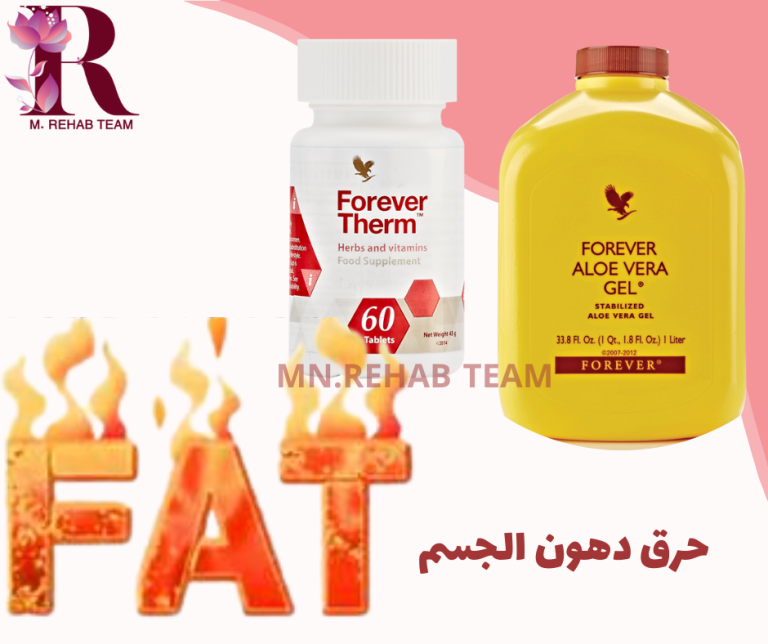 R
M. REHAB TEAM
Forever
Therm™
Herbs and vitamins
Food Supplement
60
Tablets
Net Weight 43 g
FOREVER
ALOE VERA
GEL®
STABILIZED
ALOE VERA GEL
33.8 Fl. Oz. (1 Qt., 1.8 Fl. Oz.) 1 Liter
©2007-2012
FOREVER®
MN.REHAB TEAM
FAT
حرق دهون الجسم